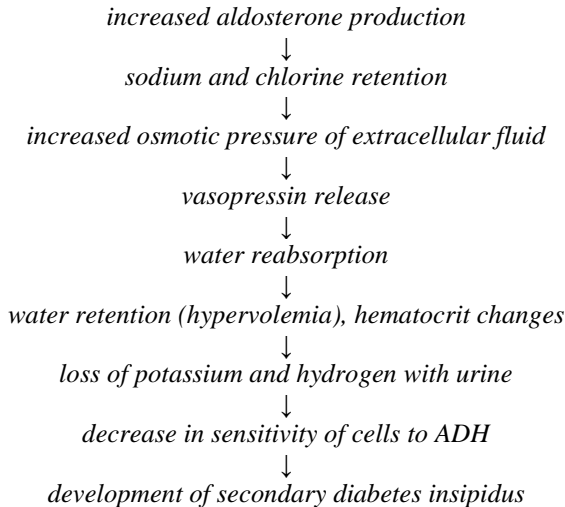 increased aldosterone production
↓
sodium and chlorine retention
↓
increased osmotic pressure of extracellular fluid
↓
vasopressin release
↓
water reabsorption
↓
water retention (hypervolemia), hematocrit changes
↓
loss of potassium and hydrogen with urine
↓
decrease in sensitivity of cells to ADH
↓
development of secondary diabetes insipidus